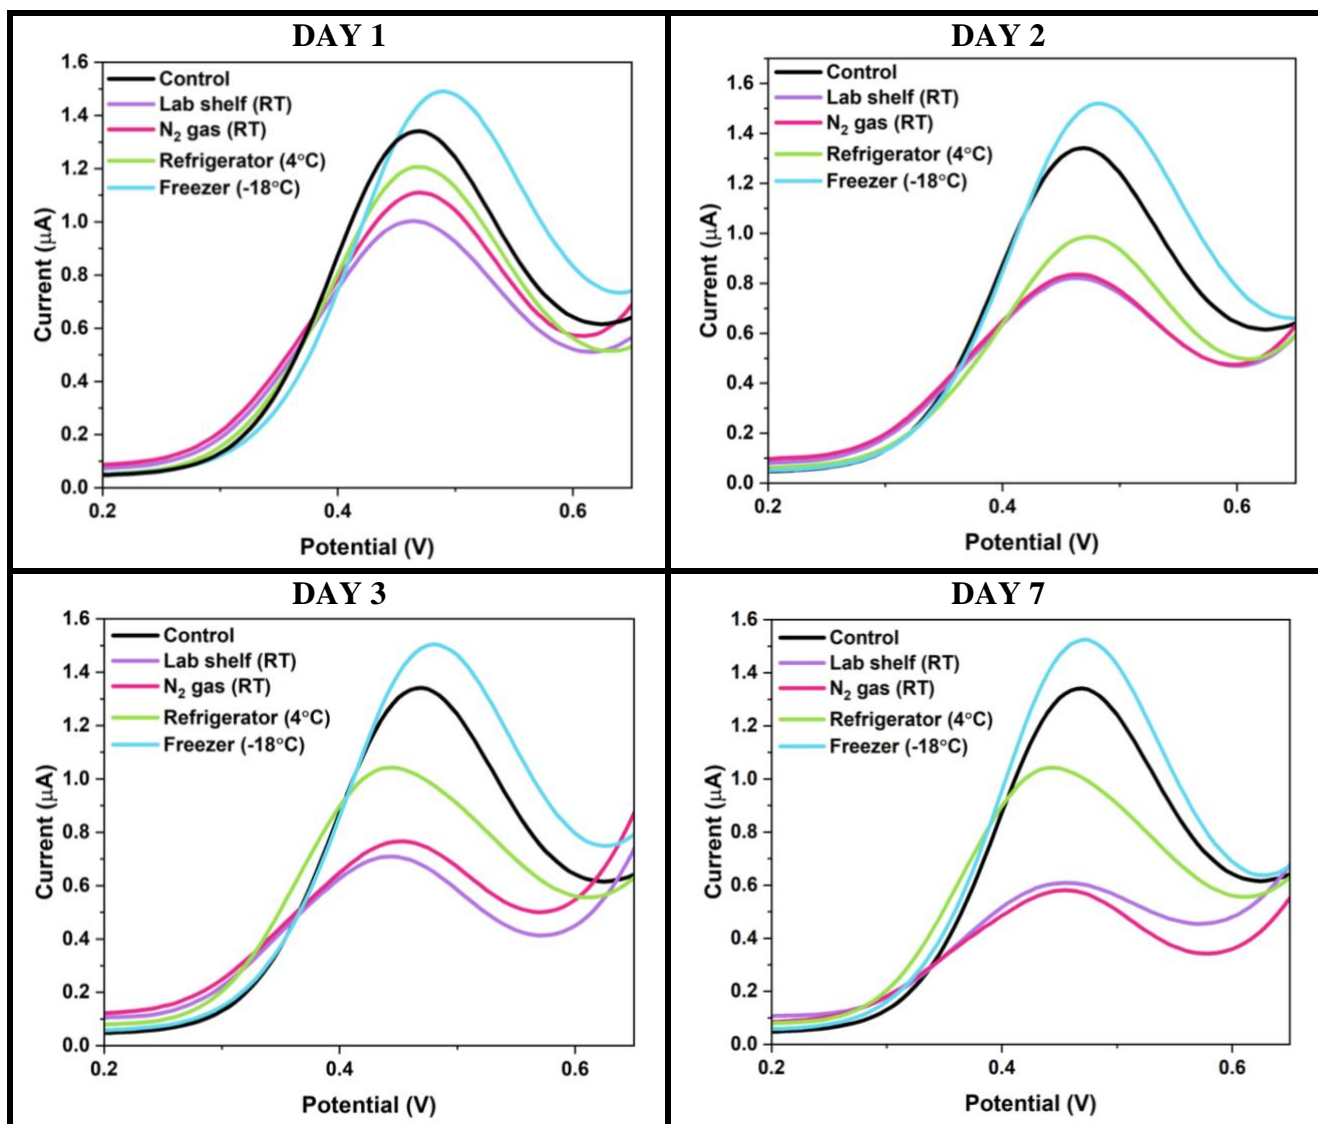 DAY 1
1.6
1.4
1.2
1.0
0.8
0.6
0.4
0.2
0.0
Current (μA)
Control
Lab shelf (RT)
N₂ gas (RT)
Refrigerator (4°C)
Freezer (-18°C)
0.2 0.4 0.6
Potential (V)
DAY 2
1.6
1.4
1.2
1.0
0.8
0.6
0.4
0.2
0.0
Current (μA)
Control
Lab shelf (RT)
N₂ gas (RT)
Refrigerator (4°C)
Freezer (-18°C)
0.2 0.4 0.6
Potential (V)
DAY 3
1.6
1.4
1.2
1.0
0.8
0.6
0.4
0.2
0.0
Current (μA)
Control
Lab shelf (RT)
N₂ gas (RT)
Refrigerator (4°C)
Freezer (-18°C)
0.2 0.4 0.6
Potential (V)
DAY 7
1.6
1.4
1.2
1.0
0.8
0.6
0.4
0.2
0.0
Current (μA)
Control
Lab shelf (RT)
N₂ gas (RT)
Refrigerator (4°C)
Freezer (-18°C)
0.2 0.4 0.6
Potential (V)